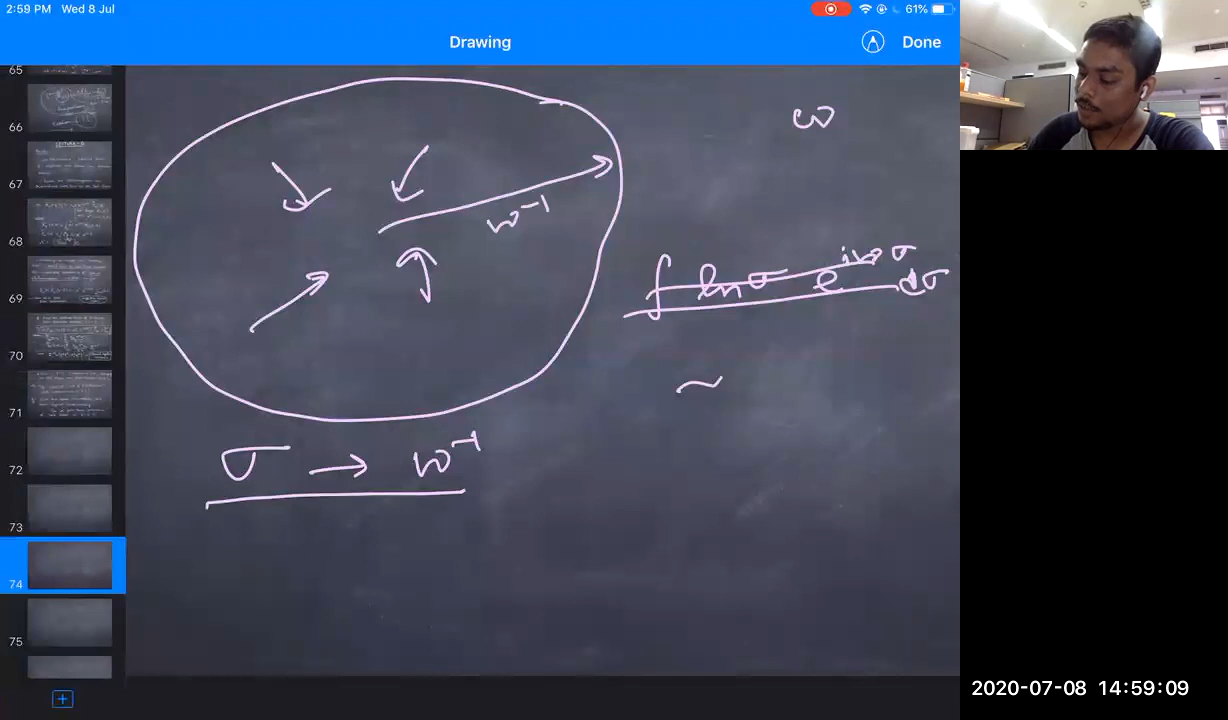 2:59 PM Wed 8 Jul
61%
Drawing
Done
65
66
67
68
69
70
71
72
73
74
75
ω
ω⁻¹
∫ ln σ e^{iωσ} dσ
~
σ → ω⁻¹
2020-07-08 14:59:09